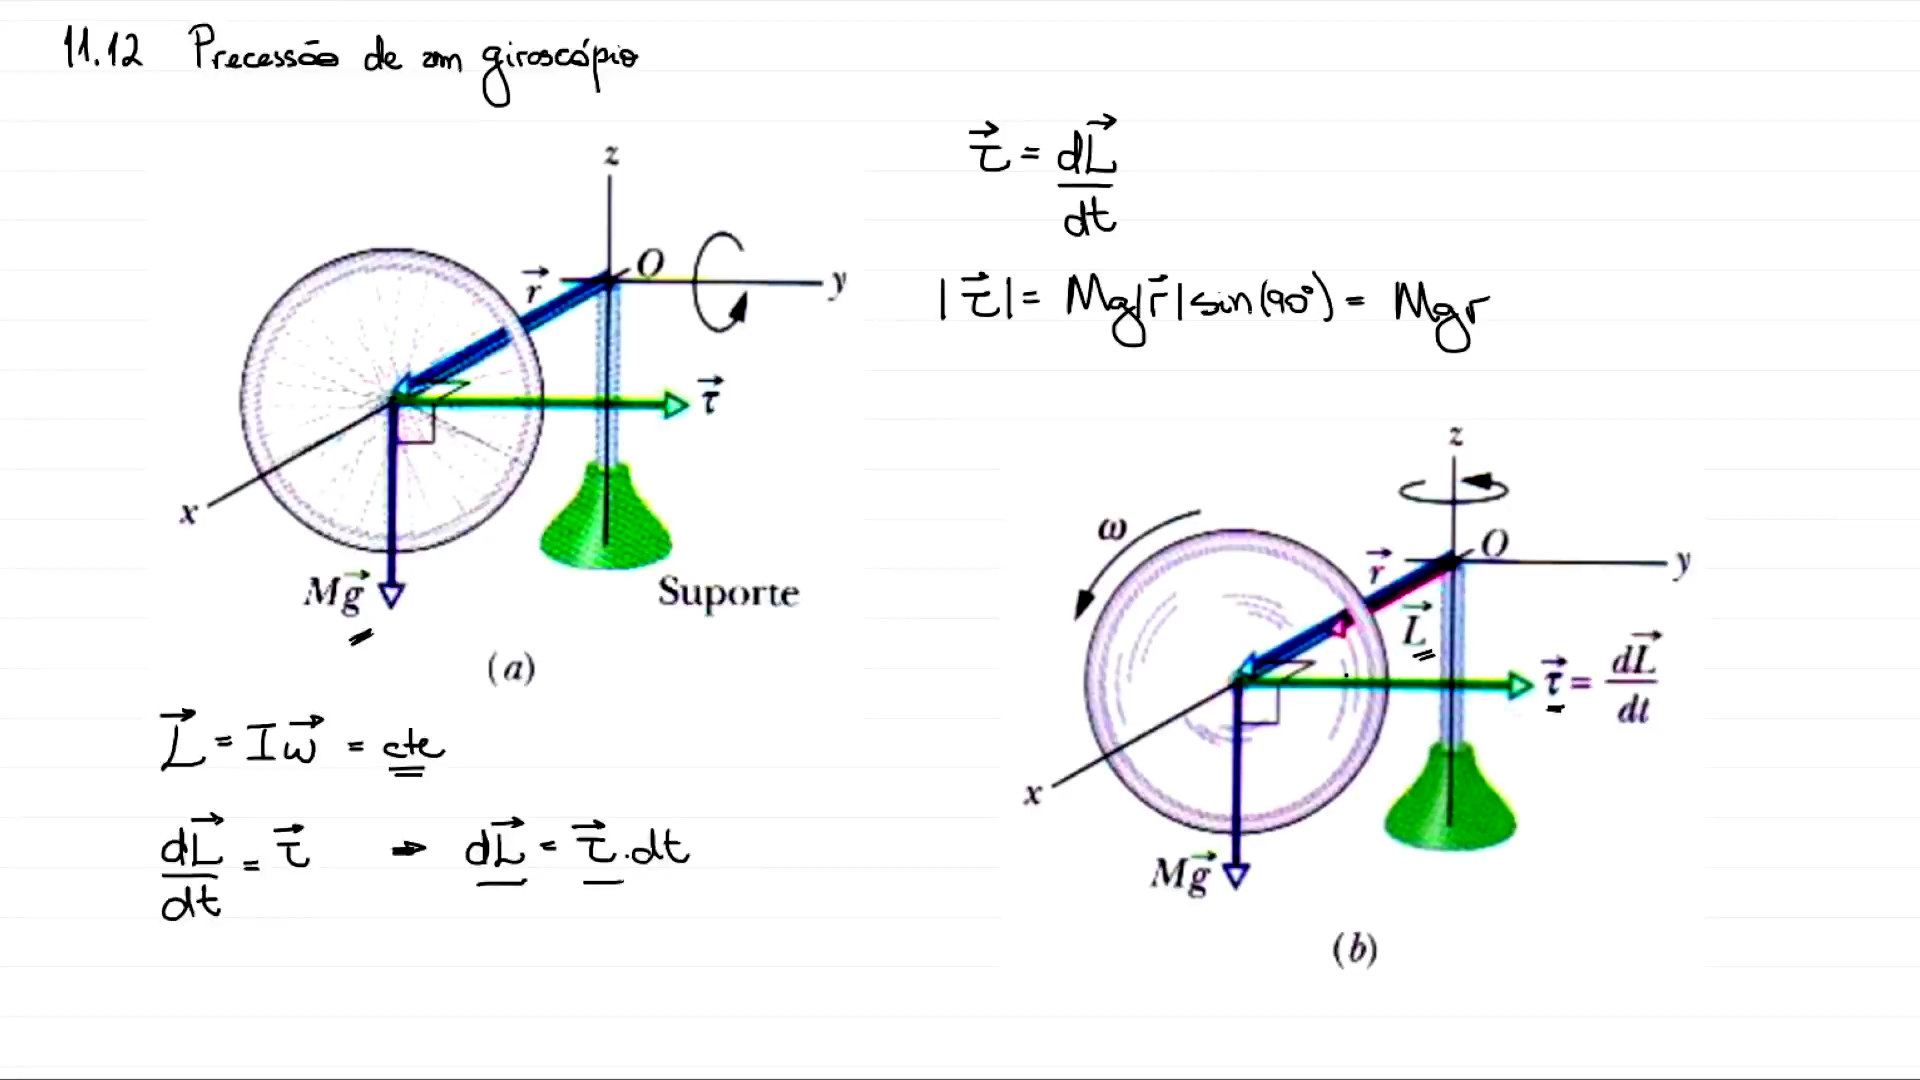 11.12 Precessão de um giroscópio
z
O
r⃗
y
τ⃗
x
Mg⃗
Suporte
(a)
L⃗ = Iω⃗ = cte
dL⃗/dt = τ⃗ → dL⃗ = τ⃗.dt
τ⃗ = dL⃗/dt
|τ⃗| = Mg|r⃗|sin(90°) = Mgr
z
ω
O
r⃗
y
L⃗
τ⃗ = dL⃗/dt
x
Mg⃗
(b)